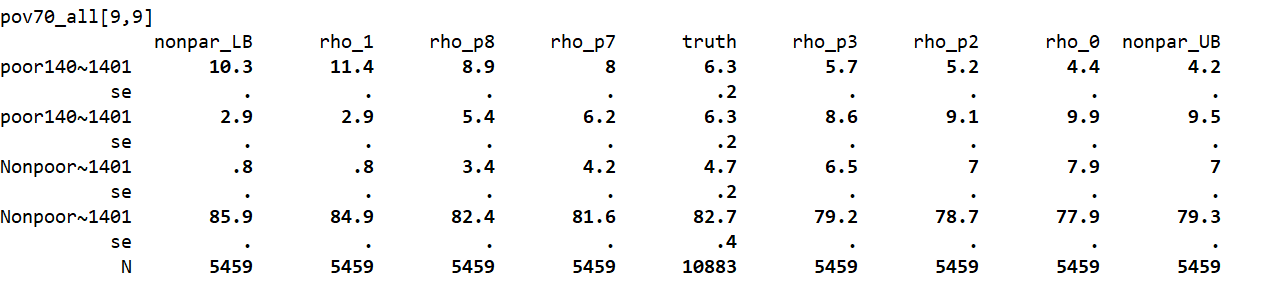 pov70_all[9,9]
nonpar_LB rho_1 rho_p8 rho_p7 truth rho_p3 rho_p2 rho_0 nonpar_UB
poor140~1401 10.3 11.4 8.9 8 6.3 5.7 5.2 4.4 4.2
se . . . . .2 . . . .
poor140~1401 2.9 2.9 5.4 6.2 6.3 8.6 9.1 9.9 9.5
se . . . . .2 . . . .
Nonpoor~1401 .8 .8 3.4 4.2 4.7 6.5 7 7.9 7
se . . . . .2 . . . .
Nonpoor~1401 85.9 84.9 82.4 81.6 82.7 79.2 78.7 77.9 79.3
se . . . . .4 . . . .
N 5459 5459 5459 5459 10883 5459 5459 5459 5459